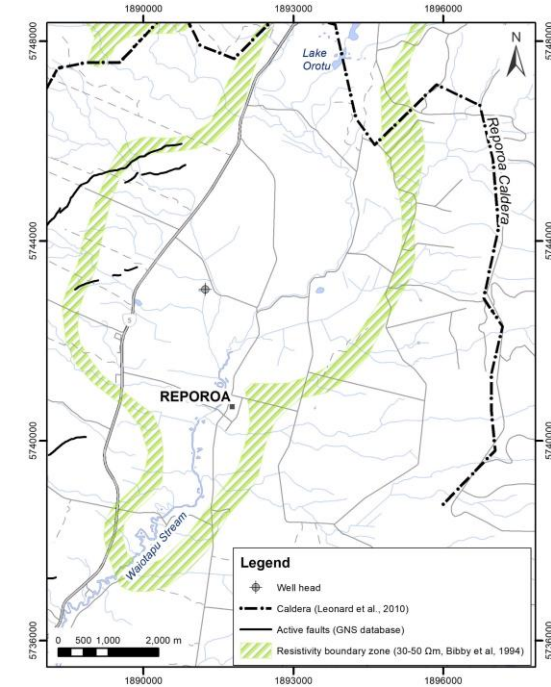 1890000 1893000 1896000
5748000 5748000
N
Lake
Orotu
Reporoa Caldera
5744000 5744000
5
REPOROA
5740000 5740000
Waiotapu Stream
Legend
Well head
Caldera (Leonard et al., 2010)
Active faults (GNS database)
Resistivity boundary zone (30-50 Ωm, Bibby et al, 1994)
0 500 1,000 2,000 m
5736000 5736000
1890000 1893000 1896000